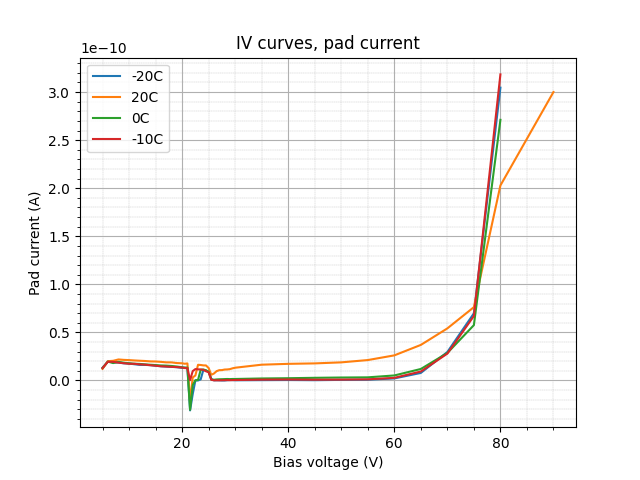 IV curves, pad current
1e−10
-20C
20C
0C
-10C
Pad current (A)
3.0
2.5
2.0
1.5
1.0
0.5
0.0
20 40 60 80
Bias voltage (V)